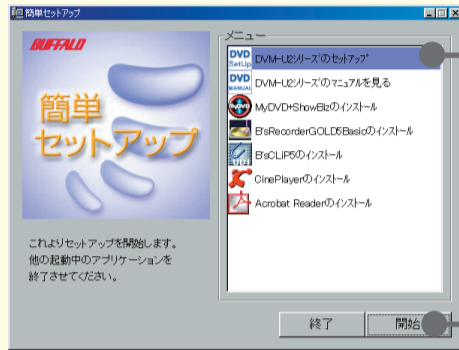 簡単セットアップ
BUFFALO
簡単
セットアップ
これよりセットアップを開始します。
他の起動中のアプリケーションを
終了させてください。
メニュー
DVD
SetUp
DVM-U2シリーズのセットアップ
DVD
MANUAL
DVM-U2シリーズのマニュアルを見る
MyDVD+ShowBizのインストール
B'sRecorderGOLD5Basicのインストール
B'sCLiP5のインストール
CinePlayerのインストール
Acrobat Readerのインストール
終了
開始